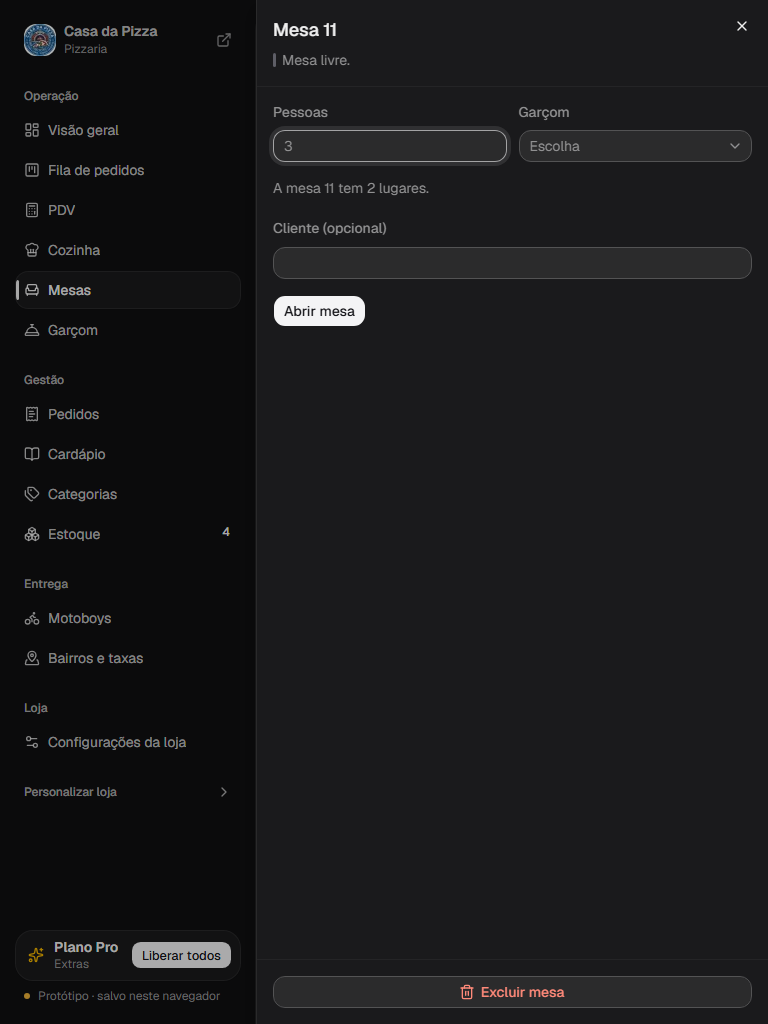 Casa da Pizza
Pizzaria
Operação
Visão geral
Fila de pedidos
PDV
Cozinha
Mesas
Garçom
Gestão
Pedidos
Cardápio
Categorias
Estoque 4
Entrega
Motoboys
Bairros e taxas
Loja
Configurações da loja
Personalizar loja
Plano Pro
Extras
Liberar todos
Protótipo · salvo neste navegador
Mesa 11
Mesa livre.
Pessoas
Garçom
3
Escolha
A mesa 11 tem 2 lugares.
Cliente (opcional)
Abrir mesa
Excluir mesa